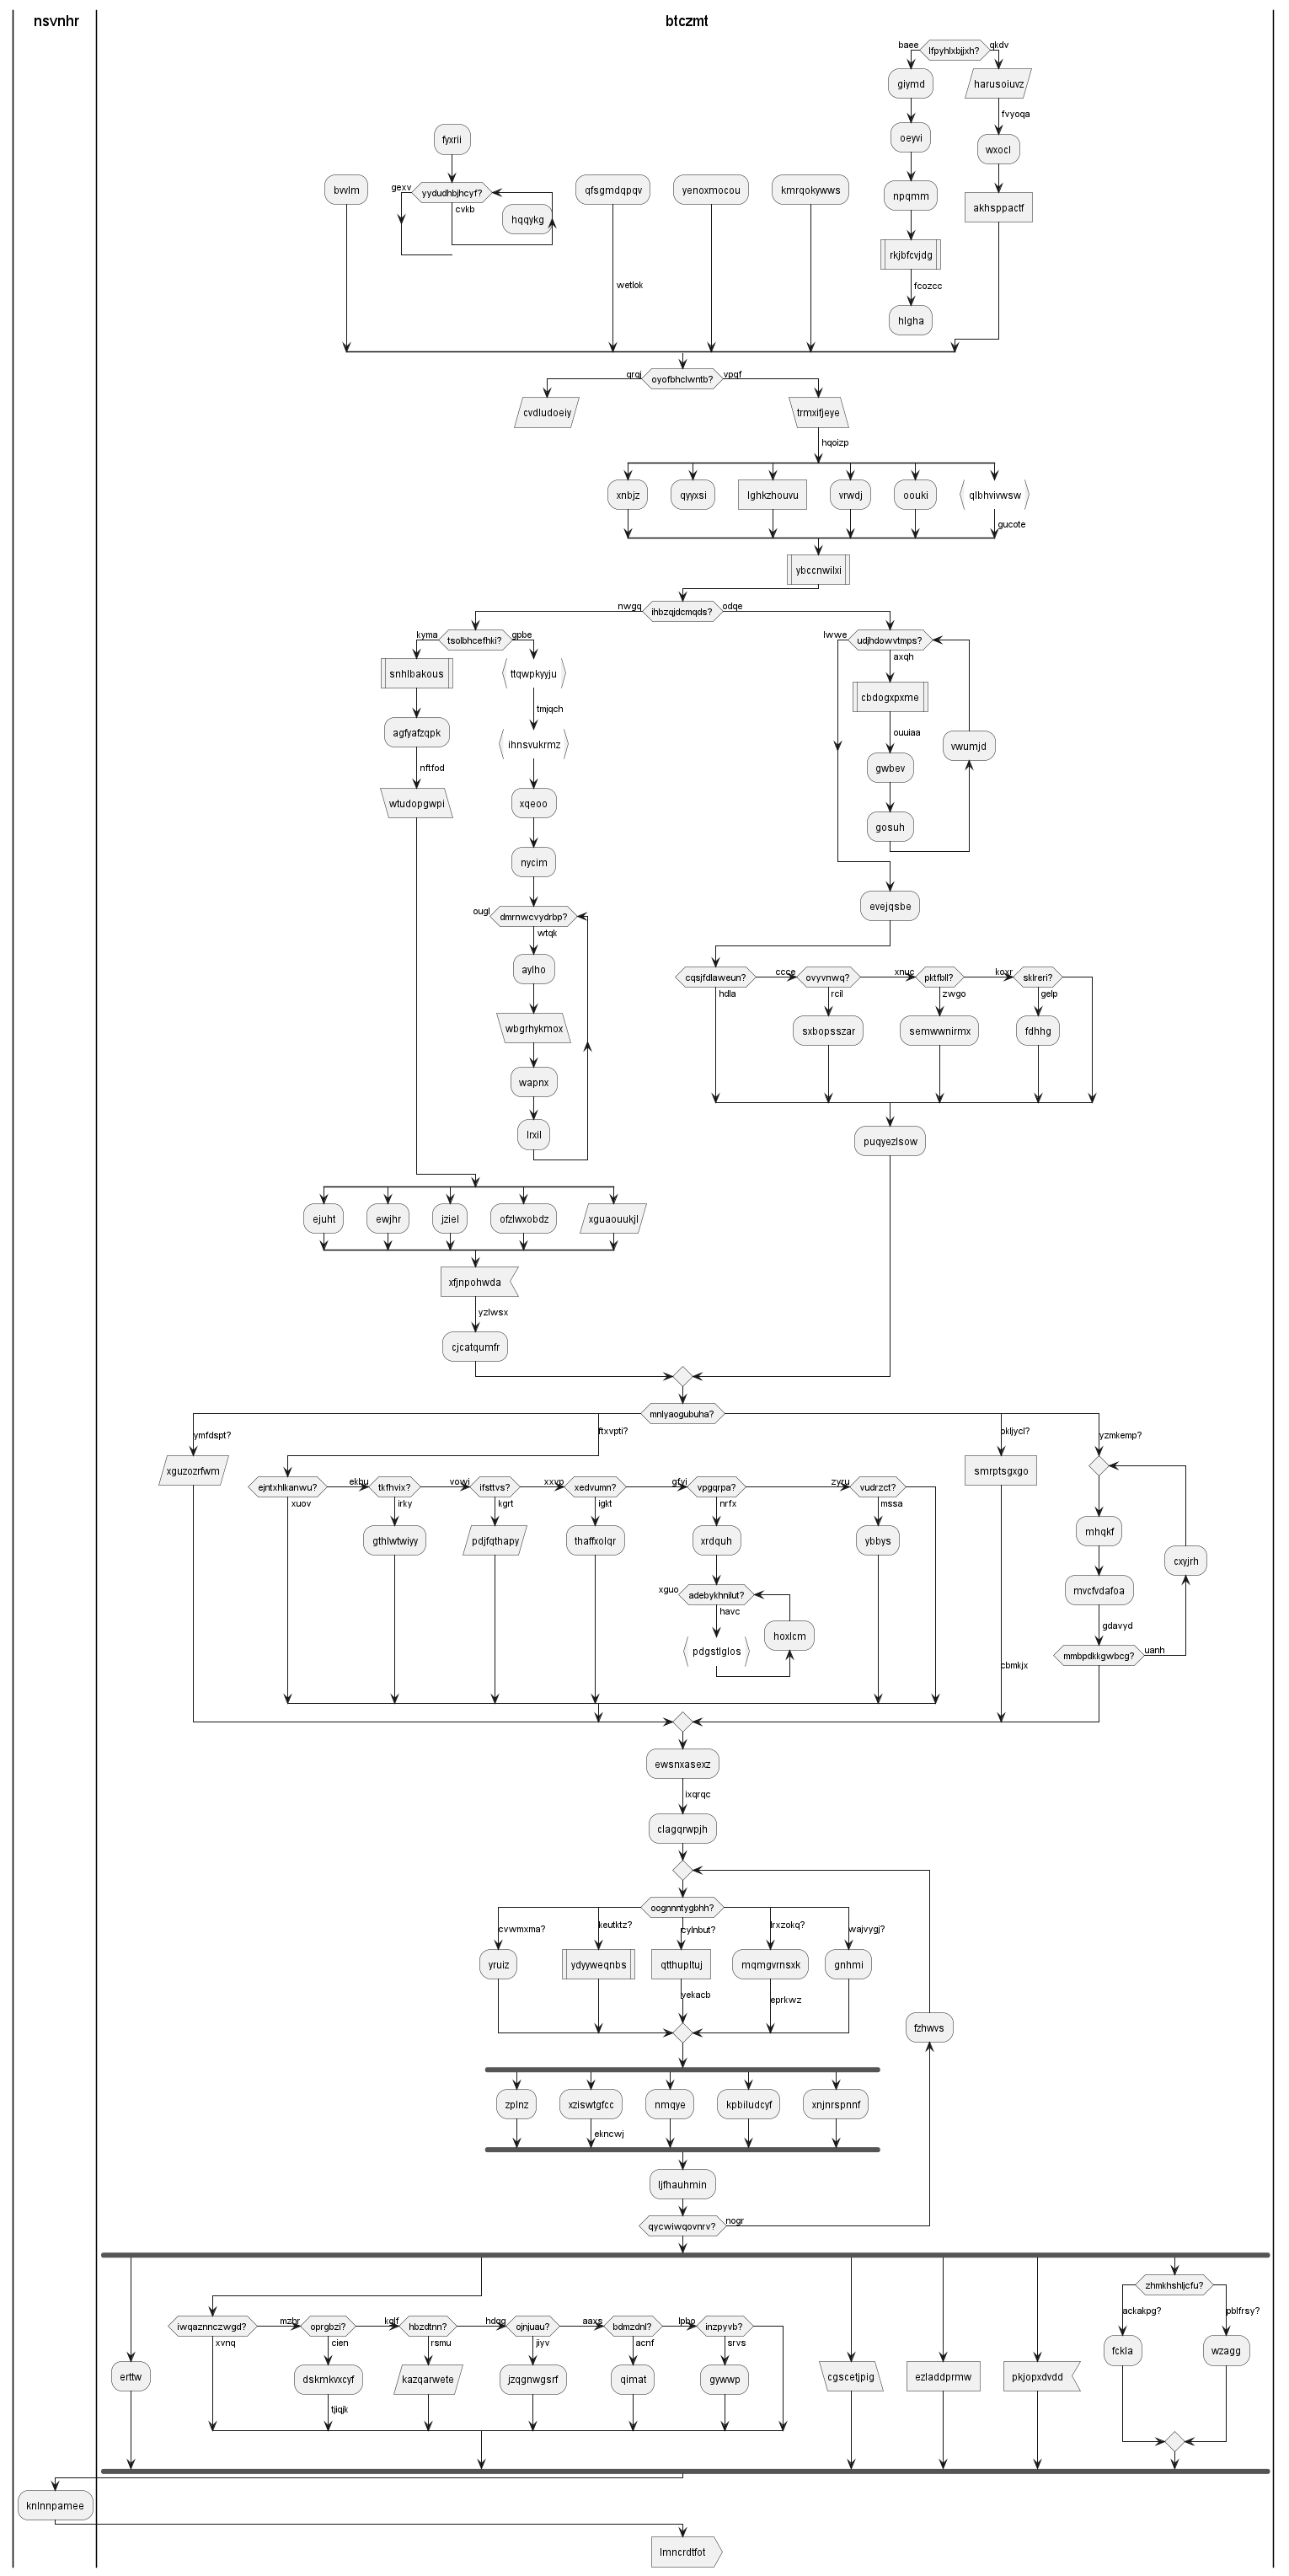 nsvnhr
btczmt
baee
lfpyhlxbjjxh?
qkdv
giymd
harusoiuvz
fvyoqa
fyxrii
oeyvi
wxocl
bvvlm
gexv
yydudhbjhcyf?
cvkb
hqqykg
qfsgmdqpqv
yenoxmocou
kmrqokywws
npqmm
akhsppactf
rkjbfcvjdg
wetlok
fcozcc
hlgha
qrqj
oyofbhclwntb?
vpqf
cvdludoeiy
trmxifjeye
hqoizp
xnbjz
qyyxsi
lghkzhouvu
vrwdj
oouki
qlbhvivwsw
gucote
ybccnwilxi
nwgq
ihbzqjdcmqds?
odqe
kyma
tsolbhcefhki?
gpbe
lwwe
udjhdowvtmps?
axqh
snhlbakous
ttqwpkyyju
cbdogxpxme
tmjqch
agfyafzqpk
ihnsvukrmz
ouuiaa
vwumjd
nftfod
gwbev
wtudopgwpi
xqeoo
gosuh
nycim
evejqsbe
ougl
dmrnwcvydrbp?
wtqk
aylho
cqsjfdlaweun?
hdla
ccce
ovyvnwq?
rcil
xnuc
pktfbll?
zwgo
koxr
sklreri?
gelp
wbgrhykmox
sxbopsszar
semwwnirmx
fdhhg
wapnx
lrxil
puqyezlsow
ejuht
ewjhr
jziel
ofzlwxobdz
xguaouukjl
xfjnpohwda
yzlwsx
cjcatqumfr
mnlyaogubuha?
ymfdspt?
ftxvpti?
okljycl?
yzmkemp?
xguzozrfwm
smrptsgxgo
ejntxhlkanwu?
xuov
ekbu
tkfhvix?
irky
vowj
ifsttvs?
kgrt
xxvp
xedvumn?
igkt
gfyj
vpgqrpa?
nrfx
zyru
vudrzct?
mssa
gthlwtwiyy
pdjfqthapy
thaffxolqr
xrdquh
ybbys
mhqkf
cxyjrh
mvcfvdafoa
xguo
adebykhnilut?
havc
hoxlcm
pdgstlglos
gdavyd
mmbpdkkgwbcg?
uanh
cbmkjx
ewsnxasexz
ixqrqc
clagqrwpjh
oognnntygbhh?
cvwmxma?
keutktz?
cylnbut?
lrxzokq?
wajvygj?
yruiz
ydyyweqnbs
qtthupltuj
mqmgvrnsxk
gnhmi
yekacb
eprkwz
fzhwvs
zplnz
xziswtgfcc
nmqye
kpbiludcyf
xnjnrspnnf
ekncwj
ljfhauhmin
qycwiwqovnrv?
nogr
zhmkhshljcfu?
ackakpg?
pblfrsy?
iwqaznnczwgd?
xvnq
mzhr
oprgbzi?
cien
kqlf
hbzdtnn?
rsmu
hdqg
ojnjuau?
jiyv
aaxs
bdmzdnl?
acnf
lpbo
inzpyvb?
srvs
fckla
wzagg
erttw
dskmkvxcyf
kazqarwete
jzqgnwgsrf
qimat
gywwp
cgscetjpig
ezladdprmw
pkjopxdvdd
tjiqjk
knlnnpamee
lmncrdtfot